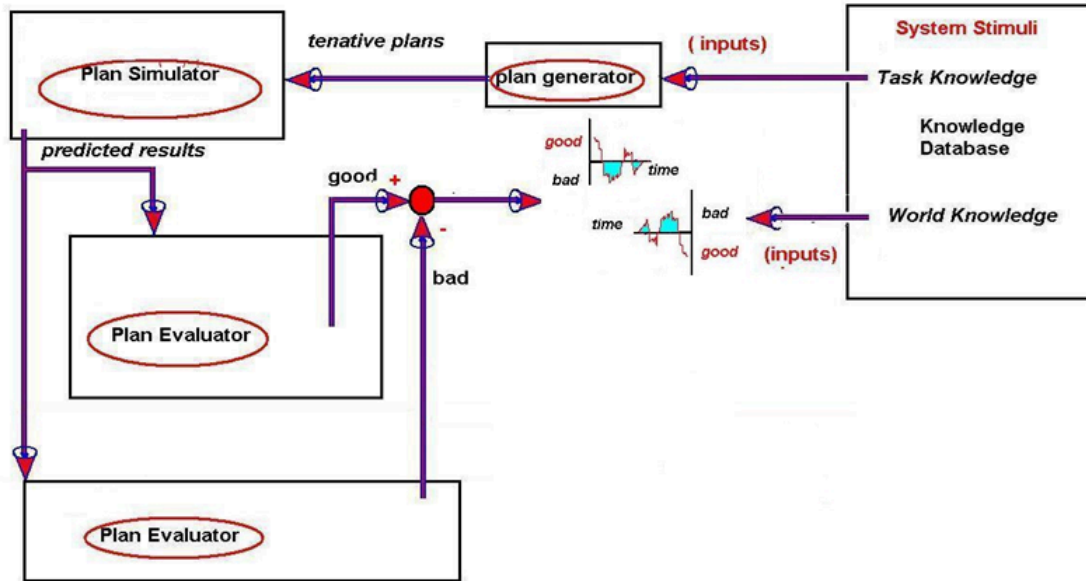 tenative plans
( inputs)
System Stimuli
Plan Simulator
plan generator
Task Knowledge
Knowledge
Database
predicted results
good
bad
time
good +
-
bad
time
bad
good
World Knowledge
(inputs)
Plan Evaluator
Plan Evaluator